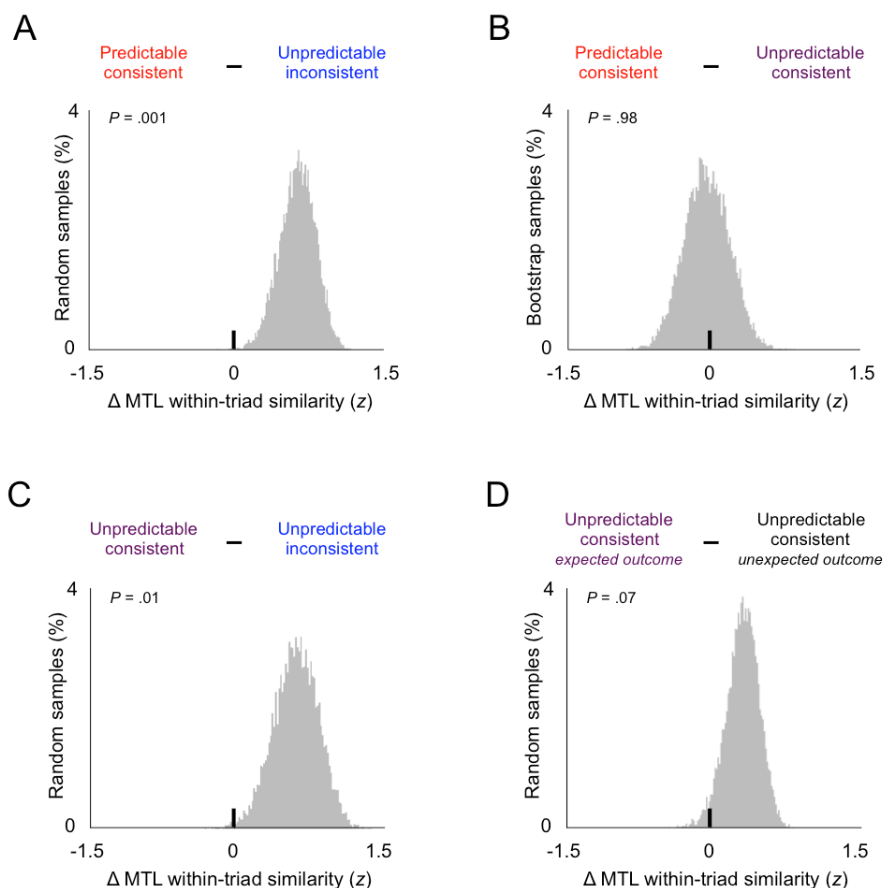 A
Predictable
consistent
–
Unpredictable
inconsistent
4
P = .001
Random samples (%)
0
-1.5
0
1.5
Δ MTL within-triad similarity (z)
B
Predictable
consistent
–
Unpredictable
consistent
4
P = .98
Bootstrap samples (%)
0
-1.5
0
1.5
Δ MTL within-triad similarity (z)
C
Unpredictable
consistent
–
Unpredictable
inconsistent
4
P = .01
Random samples (%)
0
-1.5
0
1.5
Δ MTL within-triad similarity (z)
D
Unpredictable
consistent
expected outcome
–
Unpredictable
consistent
unexpected outcome
4
P = .07
Random samples (%)
0
-1.5
0
1.5
Δ MTL within-triad similarity (z)